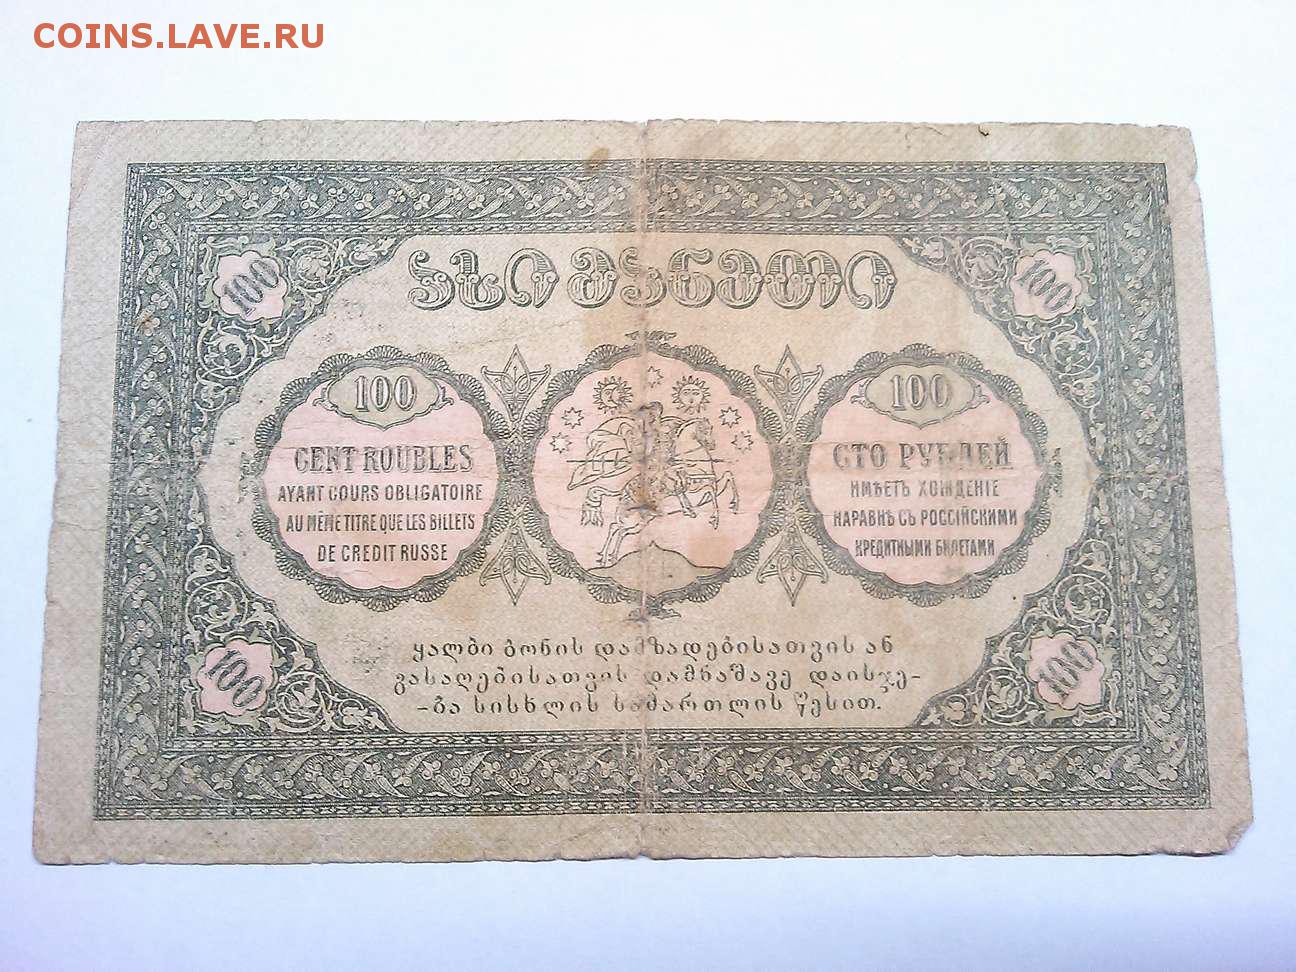 COINS.LAVE.RU
ას ი მანეთი
100
100
100
100
CENT ROUBLES
AYANT COURS OBLIGATOIRE
AU MÊME TITRE QUE LES BILLETS
DE CREDIT RUSSE
СТО РУБЛЕЙ
ИМѢЕТЪ ХОЖДЕНІЕ
НАРАВНѢ СЪ РОССІЙСКИМИ
КРЕДИТНЫМИ БИЛЕТАМИ
ყალბი ბონის დამზადებისათვის ან
გასაღებისათვის დამნაშავე დაისჯე-
-ბა სისხლის სამართლის წესით.
100
100